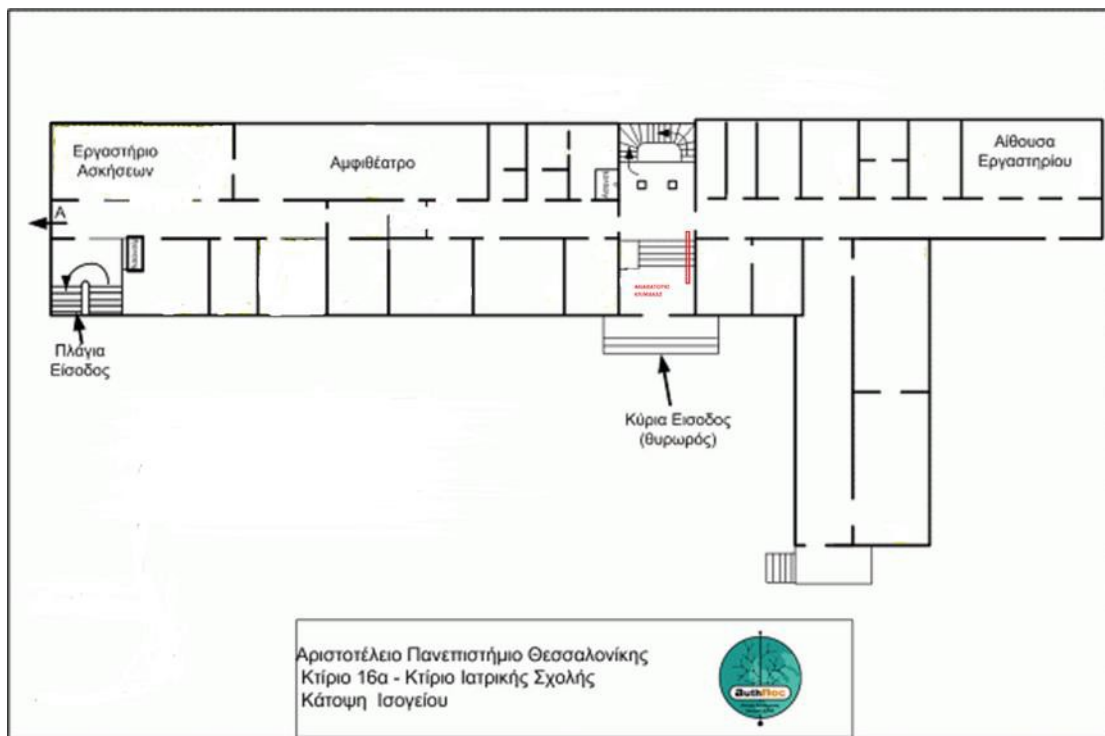 Εργαστήριο
Ασκήσεων
Αμφιθέατρο
Αίθουσα
Εργαστηρίου
Α
Πλάγια
Είσοδος
Κύρια Εισοδος
(θυρωρός)
Αριστοτέλειο Πανεπιστήμιο Θεσσαλονίκης
Κτίριο 16α - Κτίριο Ιατρικής Σχολής
Κάτοψη Ισογείου